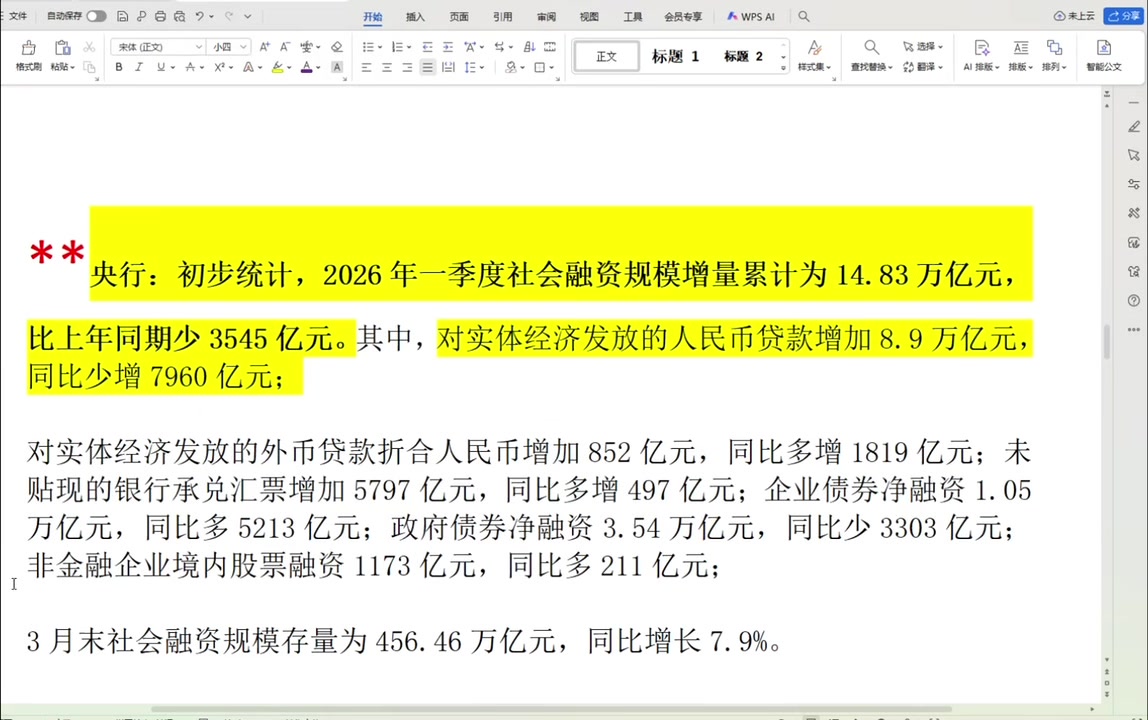 文件 自动保存 开始 插入 页面 引用 审阅 视图 工具 会员专享 WPS AI 未上云 分享
格式刷 粘贴 宋体 (正文) 小四 正文 标题 1 标题 2 样式集 查找替换 选择 翻译 AI 排版 排版 排列 智能公文
**央行：初步统计，2026 年一季度社会融资规模增量累计为 14.83 万亿元，
比上年同期少 3545 亿元。其中，对实体经济发放的人民币贷款增加 8.9 万亿元，
同比少增 7960 亿元；
对实体经济发放的外币贷款折合人民币增加 852 亿元，同比多增 1819 亿元；未
贴现的银行承兑汇票增加 5797 亿元，同比多增 497 亿元；企业债券净融资 1.05
万亿元，同比多 5213 亿元；政府债券净融资 3.54 万亿元，同比少 3303 亿元；
非金融企业境内股票融资 1173 亿元，同比多 211 亿元；
3 月末社会融资规模存量为 456.46 万亿元，同比增长 7.9%。